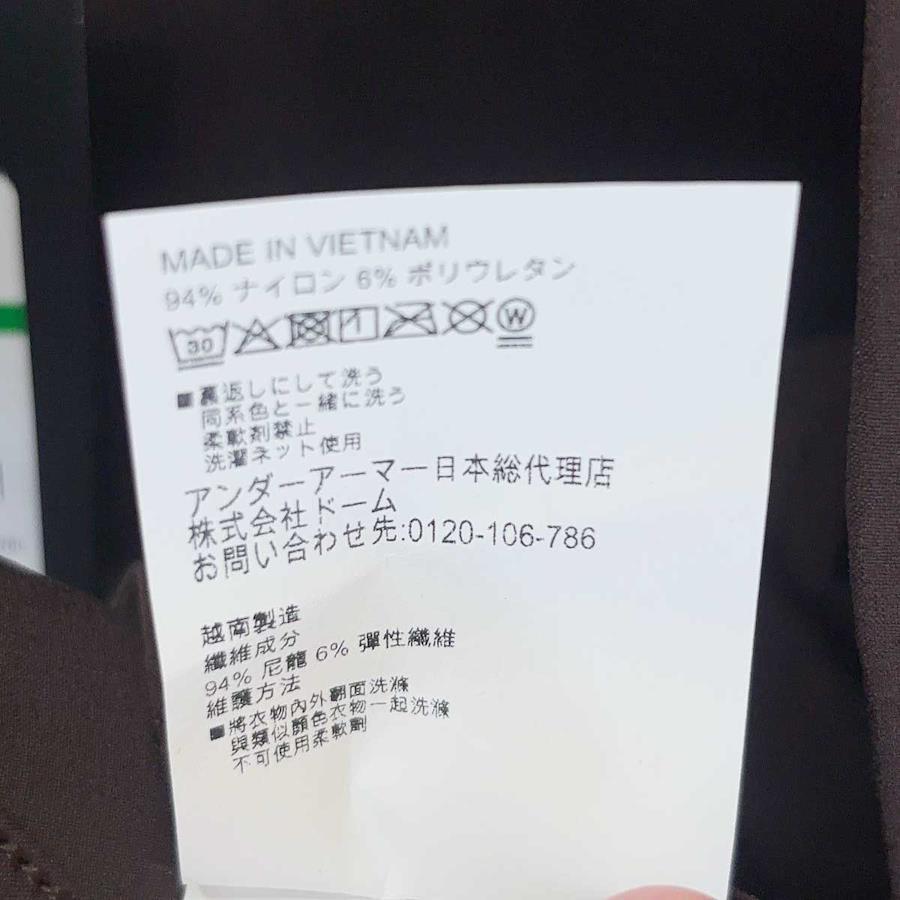 MADE IN VIETNAM
94% ナイロン 6% ポリウレタン
30 W
■裏返しにして洗う
同系色と一緒に洗う
柔軟剤禁止
洗濯ネット使用
アンダーアーマー日本総代理店
株式会社ドーム
お問い合わせ先:0120-106-786
越南製造
纖維成分
94% 尼龍 6% 彈性纖維
維護方法
■將衣物內外翻面洗滌
與類似顏色衣物一起洗滌
不可使用柔軟劑